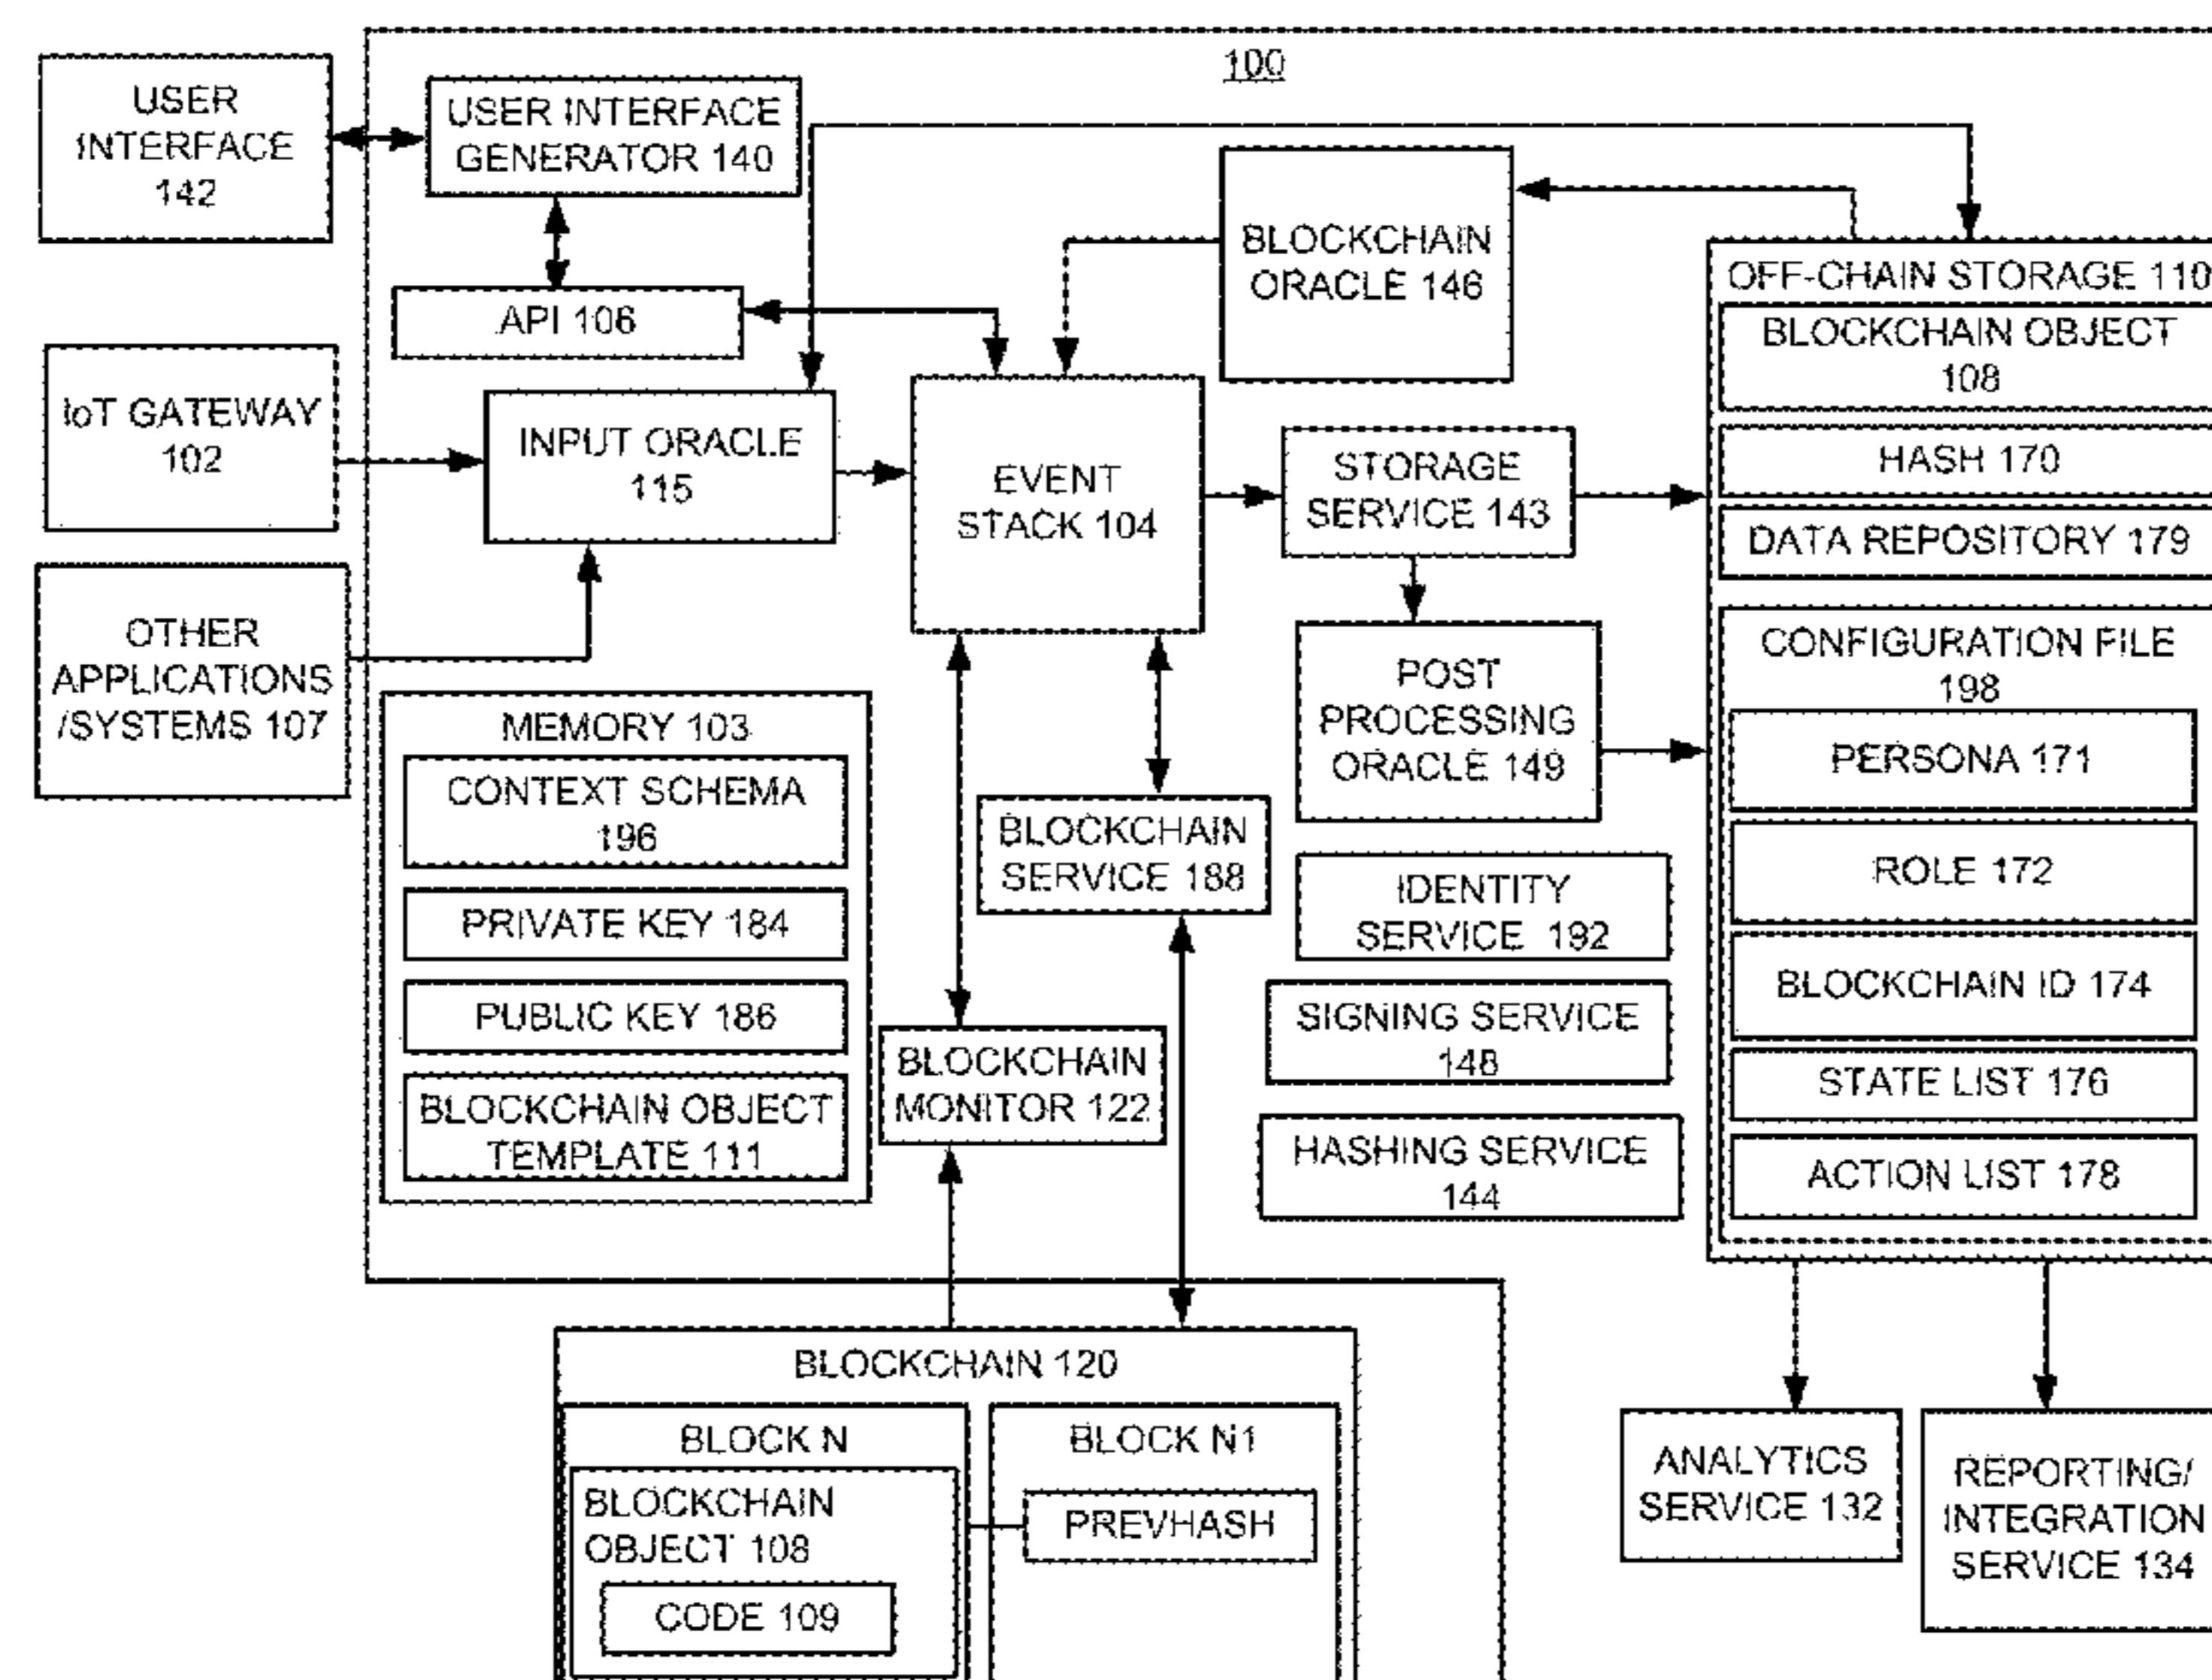 100
USER
INTERFACE
142
USER INTERFACE
GENERATOR 140
API 106
IoT GATEWAY
102
INPUT ORACLE
115
OTHER
APPLICATIONS
/SYSTEMS 107
EVENT
STACK 104
BLOCKCHAIN
ORACLE 146
STORAGE
SERVICE 143
POST
PROCESSING
ORACLE 149
MEMORY 103
CONTEXT SCHEMA
196
PRIVATE KEY 184
PUBLIC KEY 186
BLOCKCHAIN OBJECT
TEMPLATE 111
BLOCKCHAIN
SERVICE 188
BLOCKCHAIN
MONITOR 122
IDENTITY
SERVICE 192
SIGNING SERVICE
148
HASHING SERVICE
144
OFF-CHAIN STORAGE 110
BLOCKCHAIN OBJECT
108
HASH 170
DATA REPOSITORY 179
CONFIGURATION FILE
198
PERSONA 171
ROLE 172
BLOCKCHAIN ID 174
STATE LIST 176
ACTION LIST 178
BLOCKCHAIN 120
BLOCK N
BLOCKCHAIN
OBJECT 108
CODE 109
BLOCK N1
PREVHASH
ANALYTICS
SERVICE 132
REPORTING/
INTEGRATION
SERVICE 134